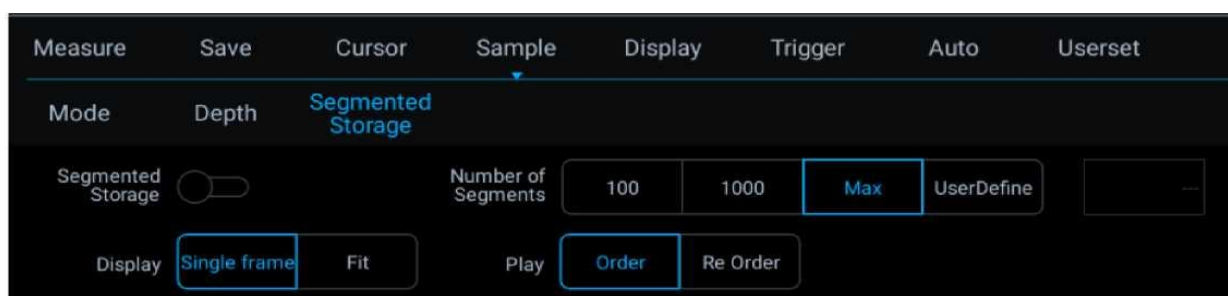 Measure Save Cursor Sample Display Trigger Auto Userset
Mode Depth Segmented
Storage
Segmented
Storage
Number of
Segments
100 1000 Max UserDefine ---
Display Single frame Fit Play Order Re Order